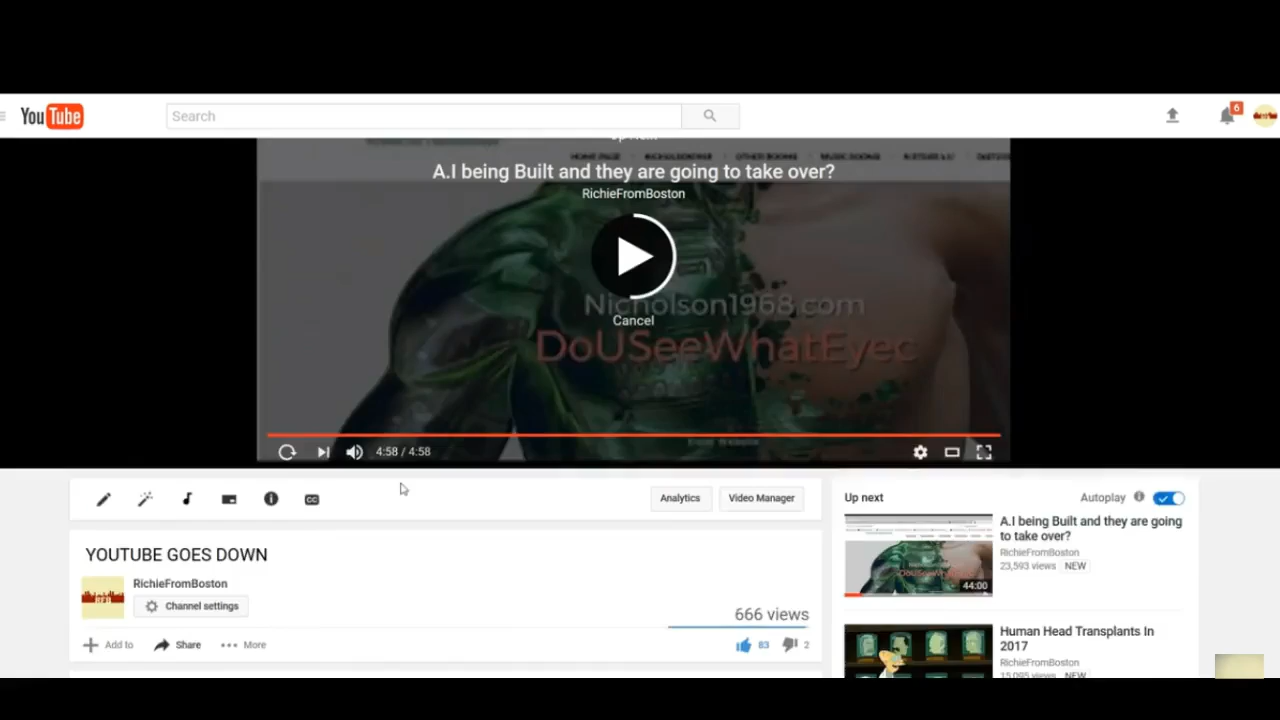 YouTube
Search
6
A.I being Built and they are going to take over?
RichieFromBoston
Nicholson1968.com
Cancel
DoUSeeWhatEyec
4:58 / 4:58
CC
Analytics
Video Manager
Up next
Autoplay
YOUTUBE GOES DOWN
RichieFromBoston
Channel settings
666 views
Add to
Share
More
83
2
A.I being Built and they are going
to take over?
RichieFromBoston
23,593 views NEW
44:00
Human Head Transplants In
2017
RichieFromBoston
15,095 views NEW